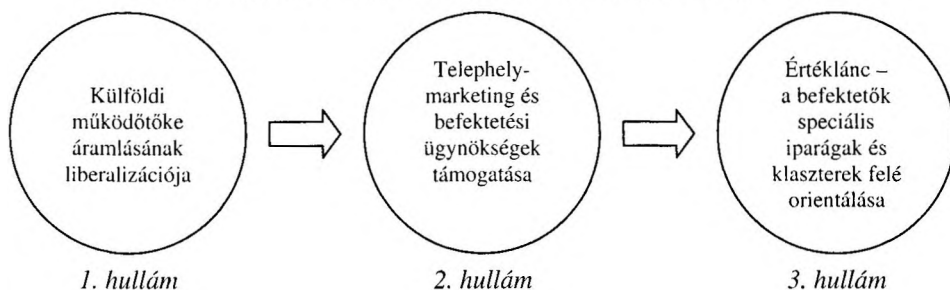 Külföldi
működőtőke
áramlásának
liberalizációja
Telephely-
marketing és
befektetési
ügynökségek
támogatása
Értéklánc –
a befektetők
speciális
iparágak és
klaszterek felé
orientálása
1. hullám
2. hullám
3. hullám